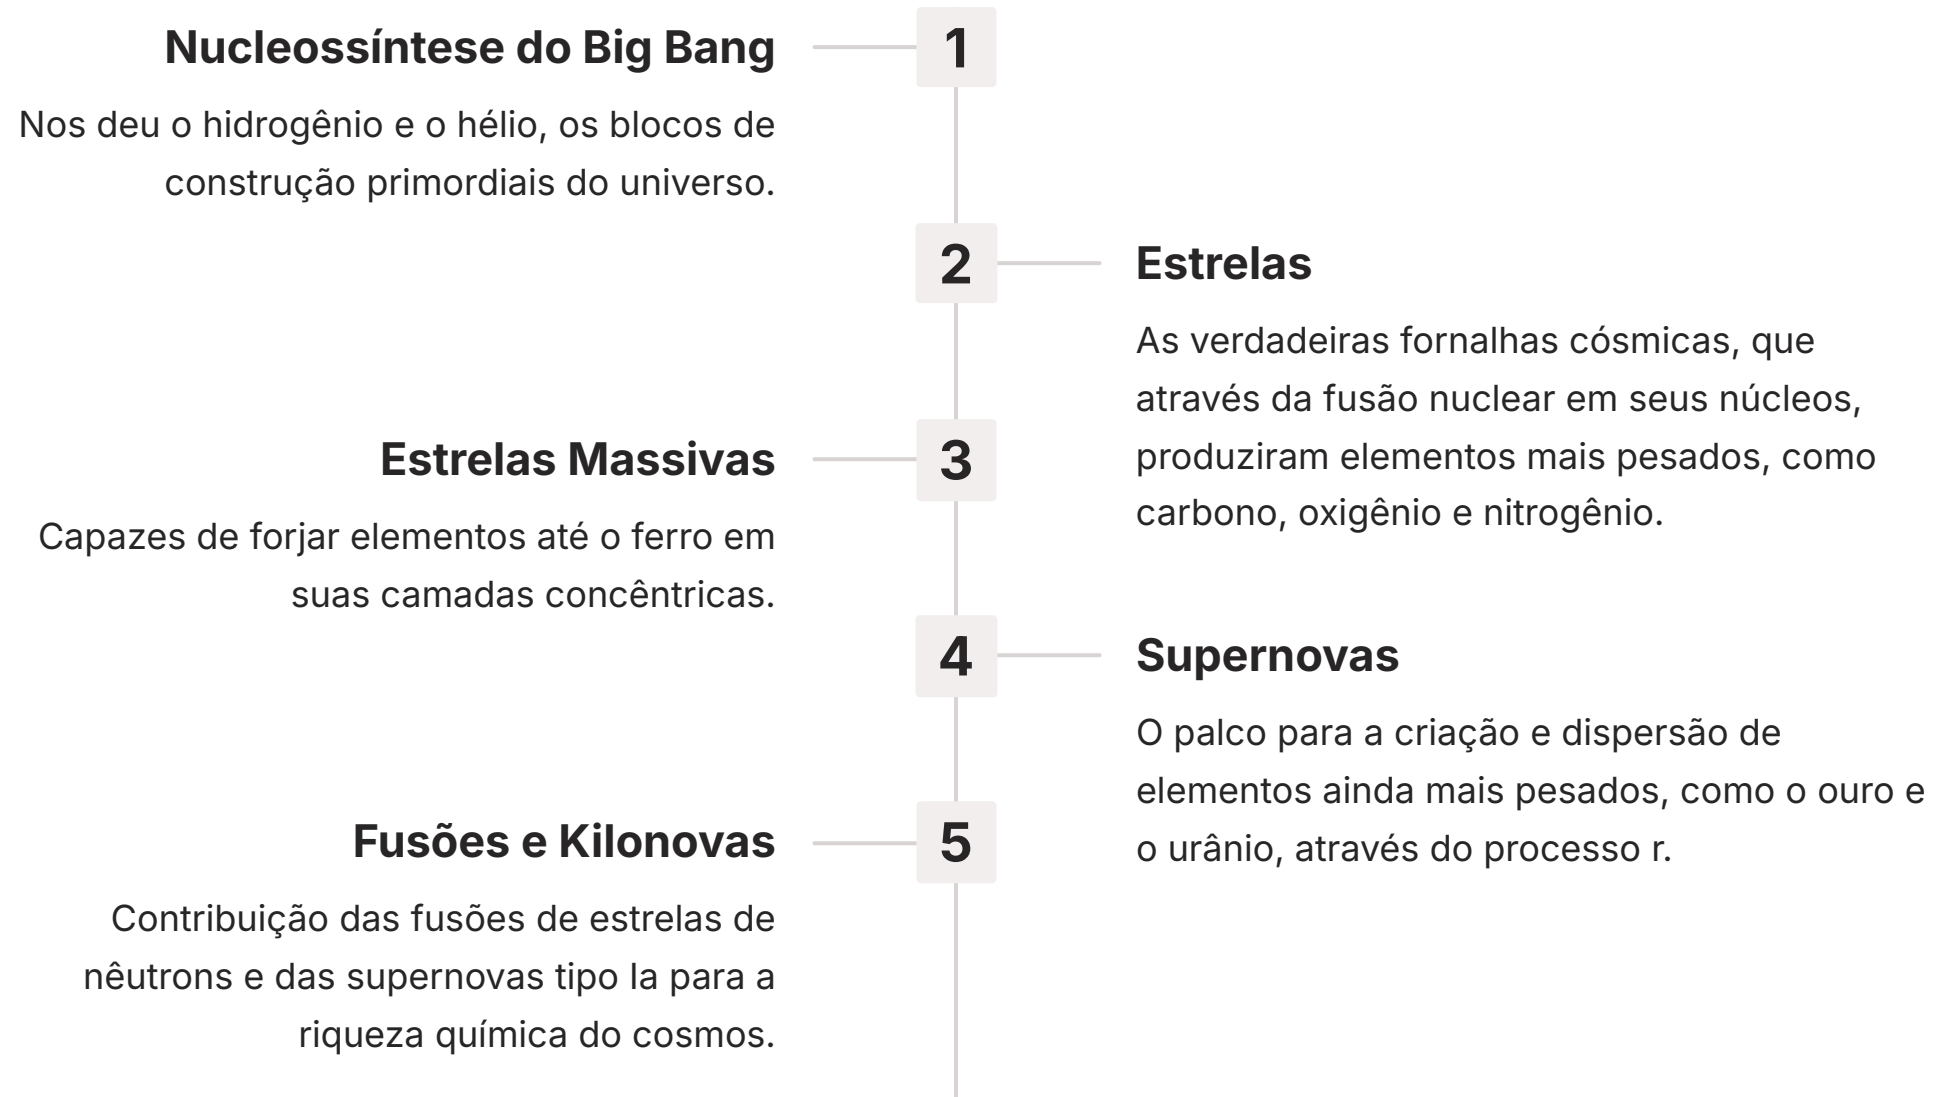 Nucleossíntese do Big Bang
1
Nos deu o hidrogênio e o hélio, os blocos de
construção primordiais do universo.
2
Estrelas
As verdadeiras fornalhas cósmicas, que
através da fusão nuclear em seus núcleos,
produziram elementos mais pesados, como
carbono, oxigênio e nitrogênio.
Estrelas Massivas
3
Capazes de forjar elementos até o ferro em
suas camadas concêntricas.
4
Supernovas
O palco para a criação e dispersão de
elementos ainda mais pesados, como o ouro e
o urânio, através do processo r.
Fusões e Kilonovas
5
Contribuição das fusões de estrelas de
nêutrons e das supernovas tipo Ia para a
riqueza química do cosmos.